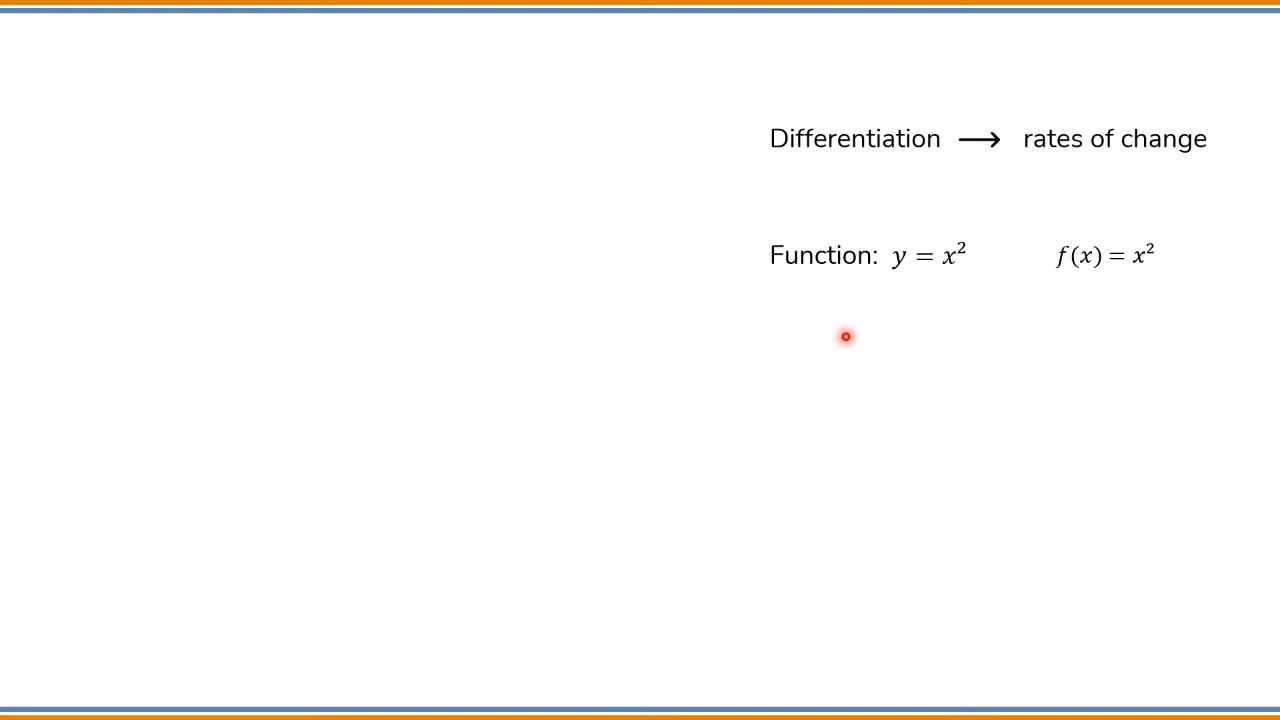 Differentiation ⟶ rates of change
Function: y = x² f(x) = x²